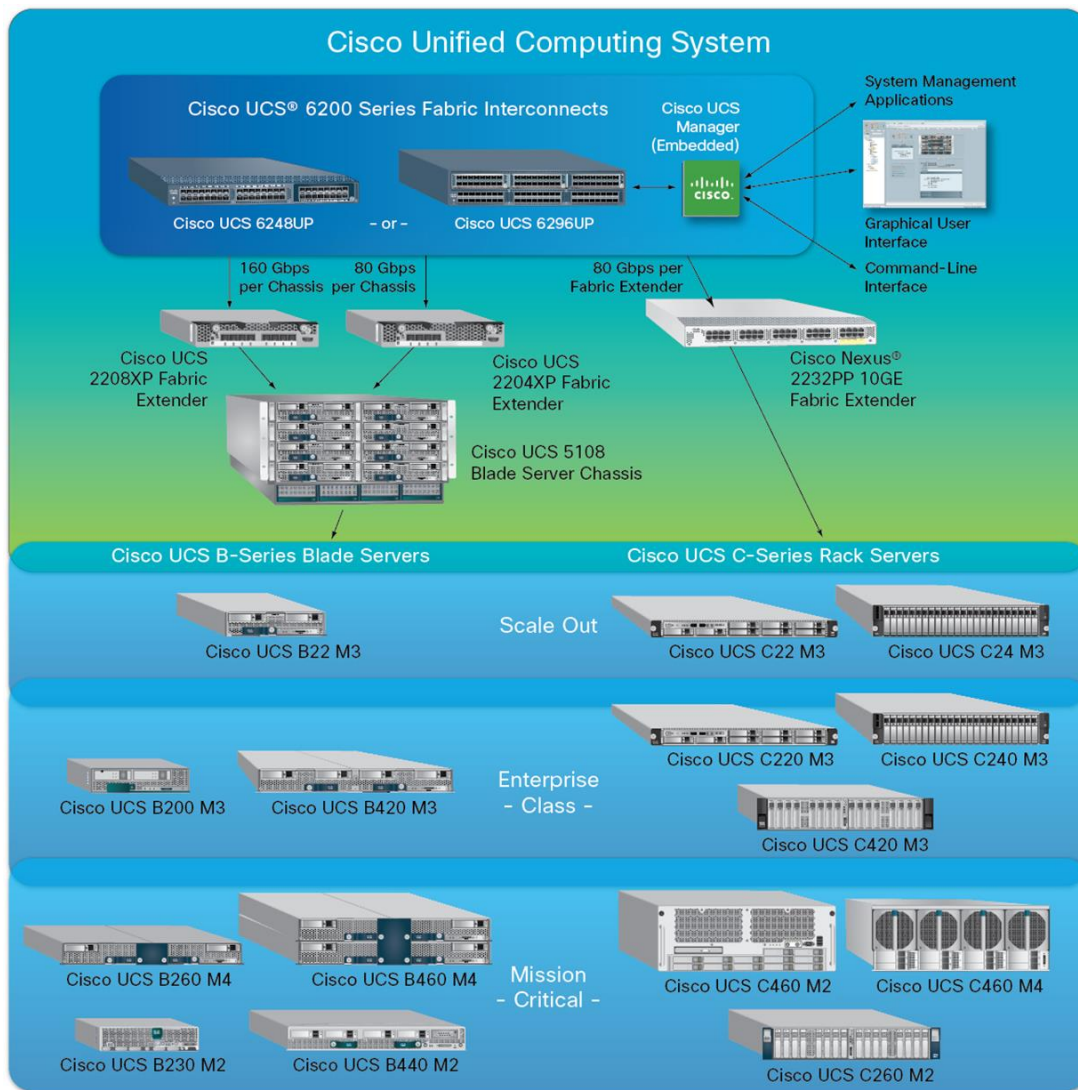 Cisco Unified Computing System
Cisco UCS® 6200 Series Fabric Interconnects
Cisco UCS
Manager
(Embedded)
System Management
Applications
CISCO.
Cisco UCS 6248UP
- or -
Cisco UCS 6296UP
Graphical User
Interface
Command-Line
Interface
160 Gbps
per Chassis
80 Gbps
per Chassis
80 Gbps per
Fabric Extender
Cisco UCS
2208XP Fabric
Extender
Cisco UCS
2204XP Fabric
Extender
Cisco Nexus®
2232PP 10GE
Fabric Extender
Cisco UCS 5108
Blade Server Chassis
Cisco UCS B-Series Blade Servers
Cisco UCS C-Series Rack Servers
Scale Out
Cisco UCS B22 M3
Cisco UCS C22 M3
Cisco UCS C24 M3
Cisco UCS C220 M3
Cisco UCS C240 M3
Enterprise
- Class -
Cisco UCS B200 M3
Cisco UCS B420 M3
Cisco UCS C420 M3
Cisco UCS B260 M4
Cisco UCS B460 M4
Mission
- Critical -
Cisco UCS C460 M2
Cisco UCS C460 M4
Cisco UCS B230 M2
Cisco UCS B440 M2
Cisco UCS C260 M2